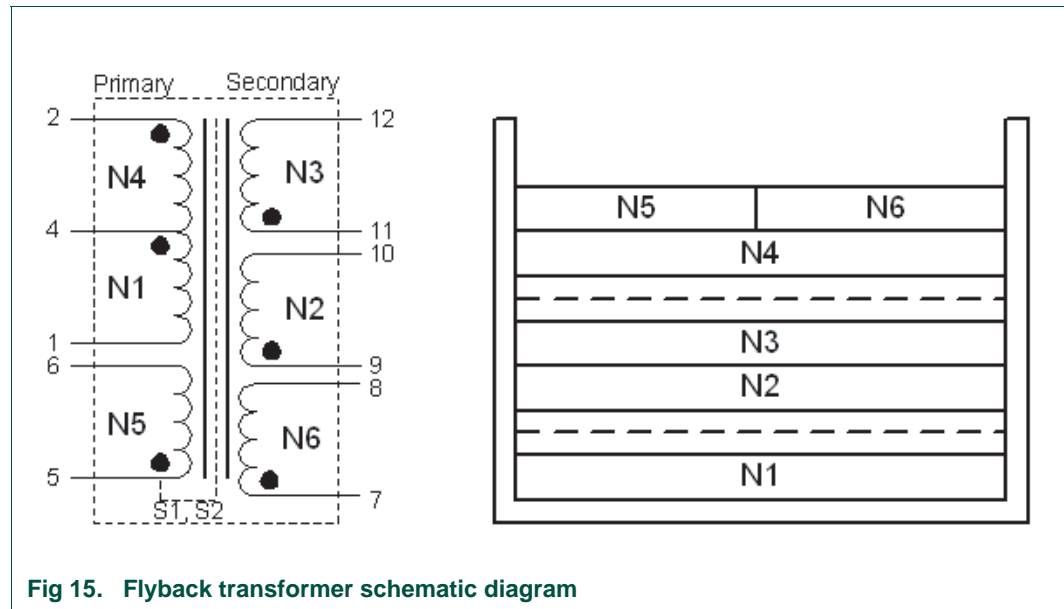 Primary Secondary
2 12
N4 N3
4 11
10
N1 N2
1
6 9
8
N5 N6
5 7
S1, S2
N5 N6
N4
N3
N2
N1
Fig 15. Flyback transformer schematic diagram